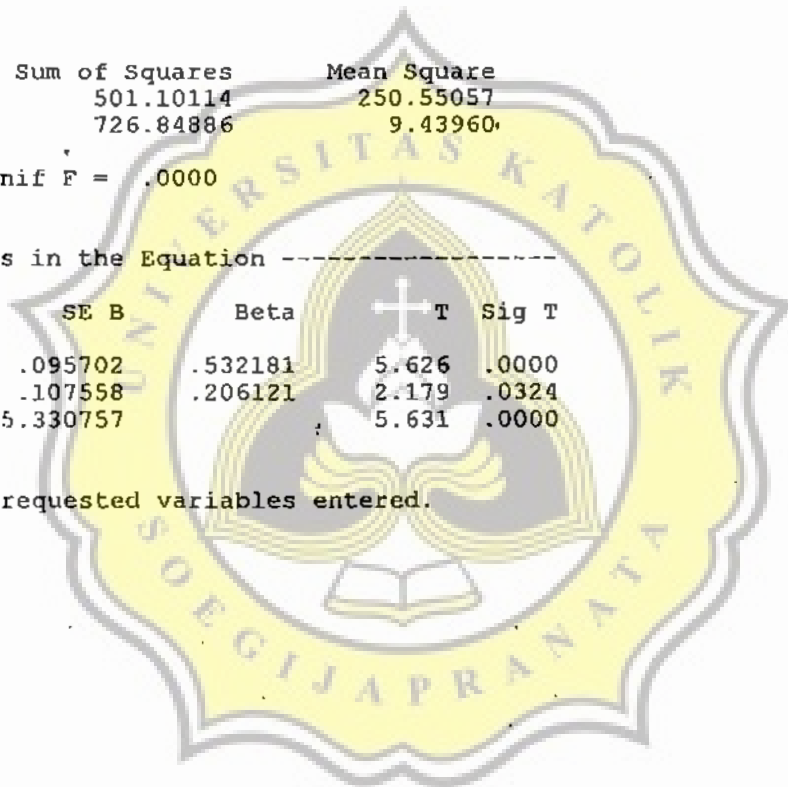 Sum of Squares Mean Square
501.10114 250.55057
726.84886 9.43960
nif F = .0000
s in the Equation ------------------
SE B Beta T Sig T
.095702 .532181 5.626 .0000
.107558 .206121 2.179 .0324
5.330757 5.631 .0000
requested variables entered.
UNIVERSITAS KATOLIK
SOEGIJAPRANATA